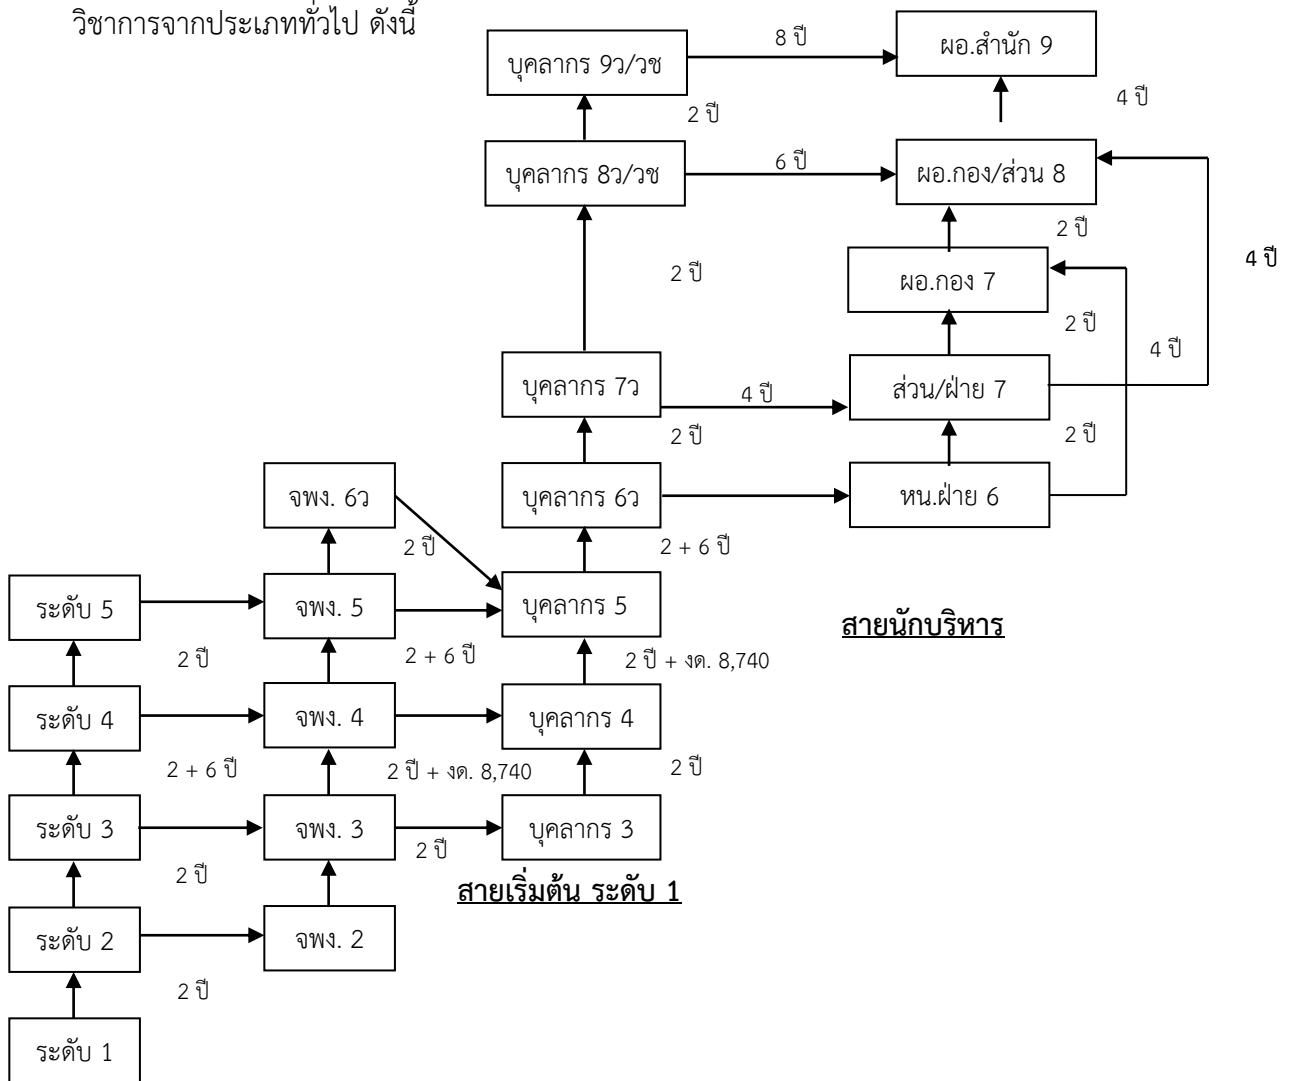 วิชาการจากประเภททั่วไป ดังนี้
8 ปี
ผอ.สำนัก 9
บุคลากร 9ว/วช
4 ปี
2 ปี
6 ปี
บุคลากร 8ว/วช
ผอ.กอง/ส่วน 8
2 ปี
4 ปี
2 ปี
ผอ.กอง 7
2 ปี
4 ปี
บุคลากร 7ว
4 ปี
ส่วน/ฝ่าย 7
2 ปี
2 ปี
จพง. 6ว
บุคลากร 6ว
หน.ฝ่าย 6
2 ปี
2 + 6 ปี
ระดับ 5
จพง. 5
บุคลากร 5
สายนักบริหาร
2 ปี
2 + 6 ปี
2 ปี + งด. 8,740
ระดับ 4
จพง. 4
บุคลากร 4
2 + 6 ปี
2 ปี + งด. 8,740
2 ปี
ระดับ 3
จพง. 3
บุคลากร 3
2 ปี
2 ปี
สายเริ่มต้น ระดับ 1
ระดับ 2
จพง. 2
2 ปี
ระดับ 1